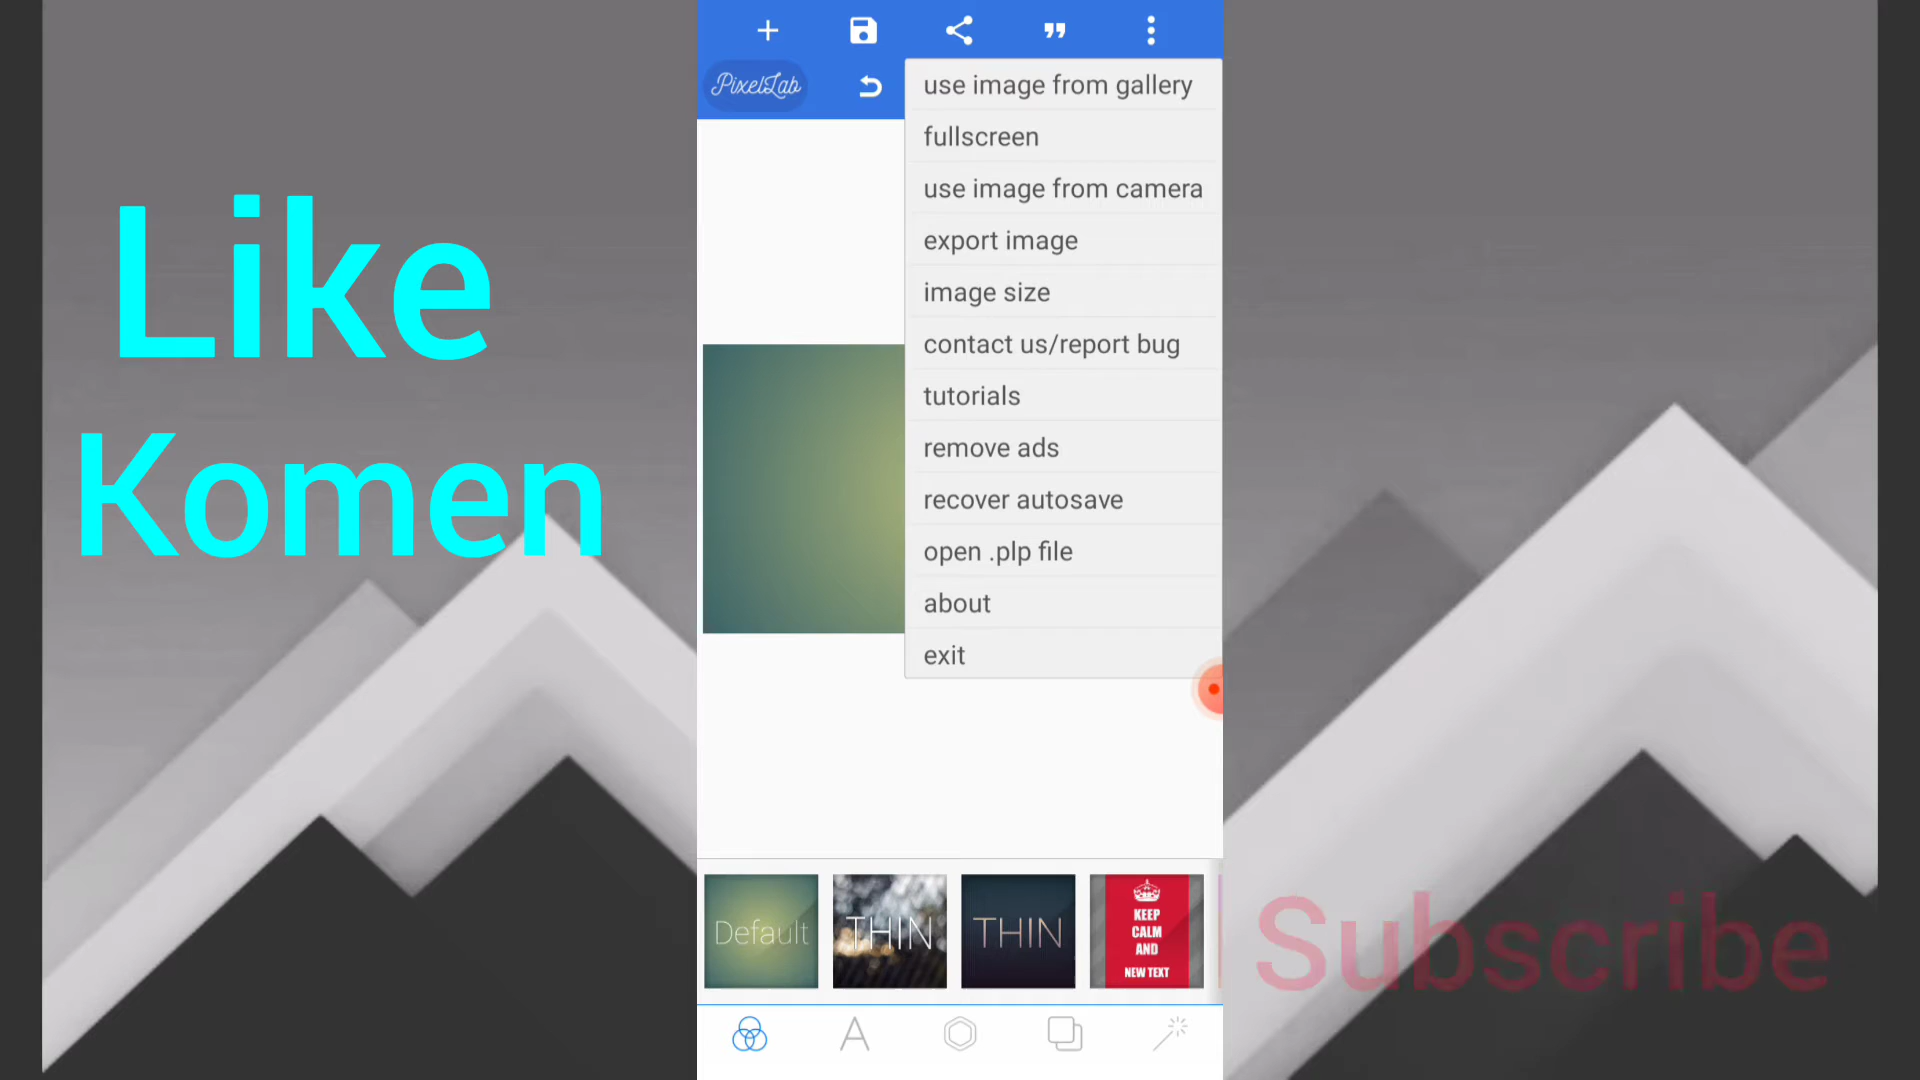 Like
Komen
PixelLab
use image from gallery
fullscreen
use image from camera
export image
image size
contact us/report bug
tutorials
remove ads
recover autosave
open .plp file
about
exit
Default
THIN
THIN
KEEP
CALM
AND
NEW TEXT
Subscribe